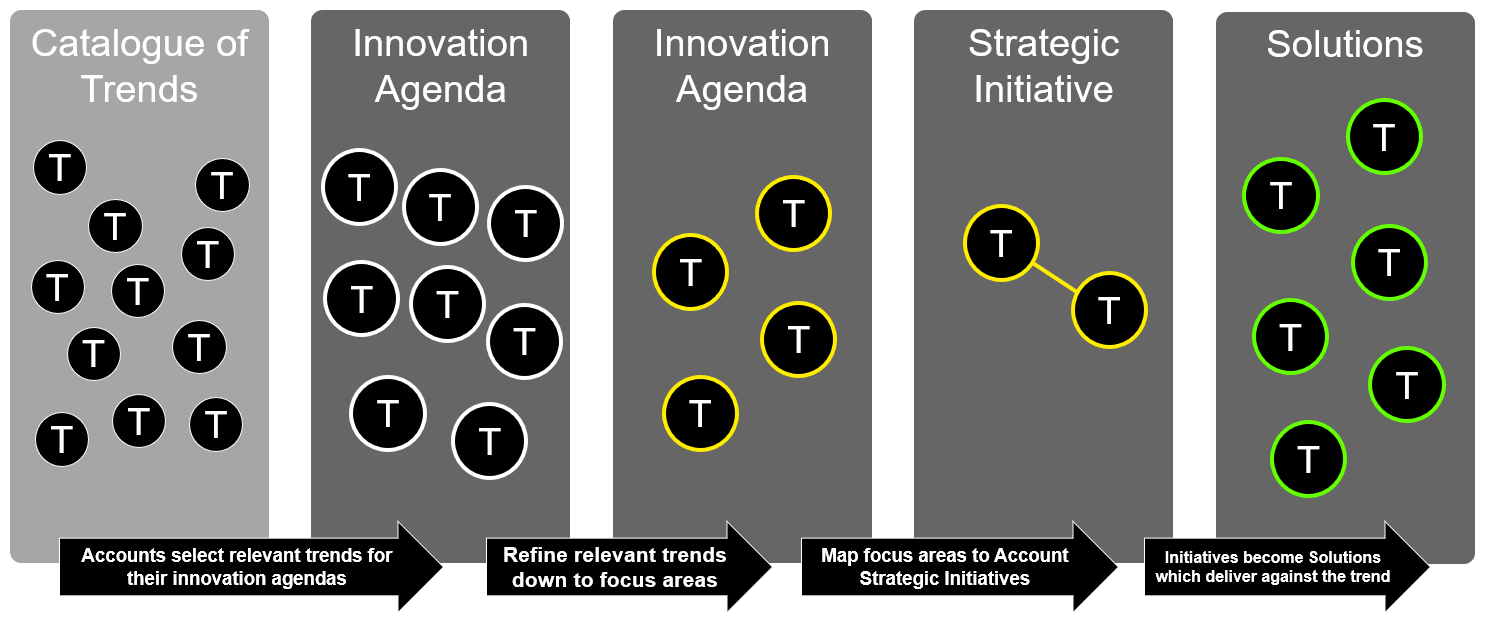 Catalogue of
Trends
T
T
T
T
T
T
T
T
T
T
T
Innovation
Agenda
T
T
T
T
T
T
T
T
Innovation
Agenda
T
T
T
T
Strategic
Initiative
T
T
Solutions
T
T
T
T
T
T
Accounts select relevant trends for
their innovation agendas
Refine relevant trends
down to focus areas
Map focus areas to Account
Strategic Initiatives
Initiatives become Solutions
which deliver against the trend